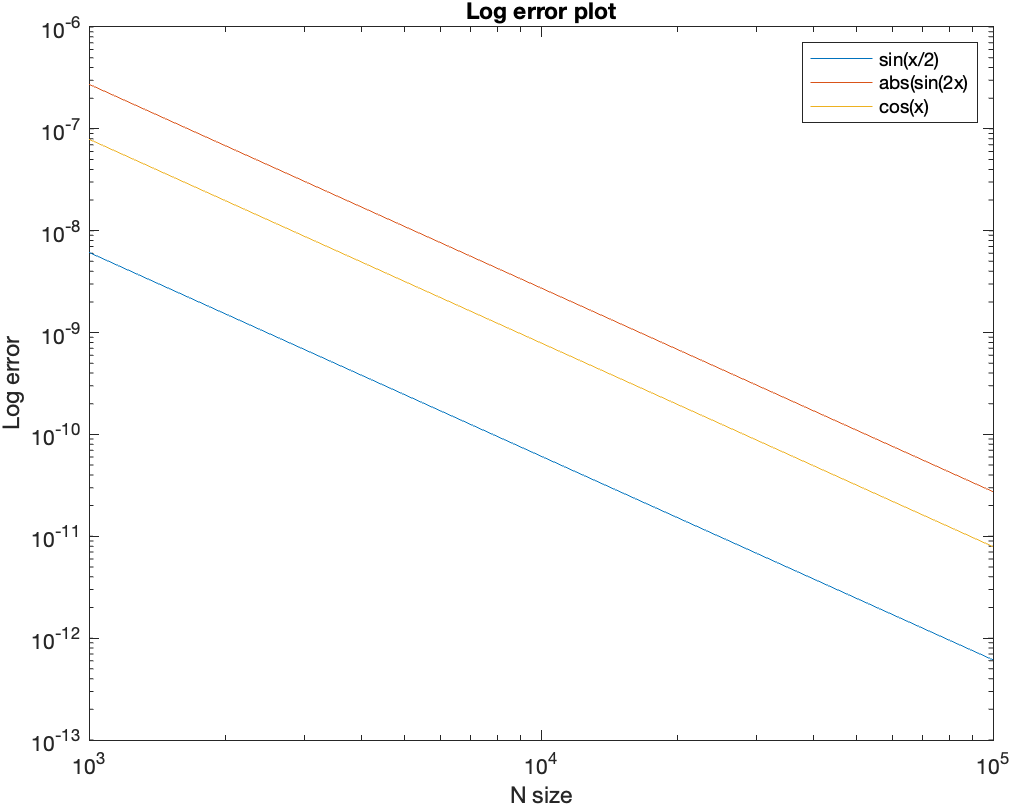 Log error plot
10^-6
10^-7
10^-8
10^-9
10^-10
10^-11
10^-12
10^-13
Log error
sin(x/2)
abs(sin(2x)
cos(x)
10^3
10^4
10^5
N size